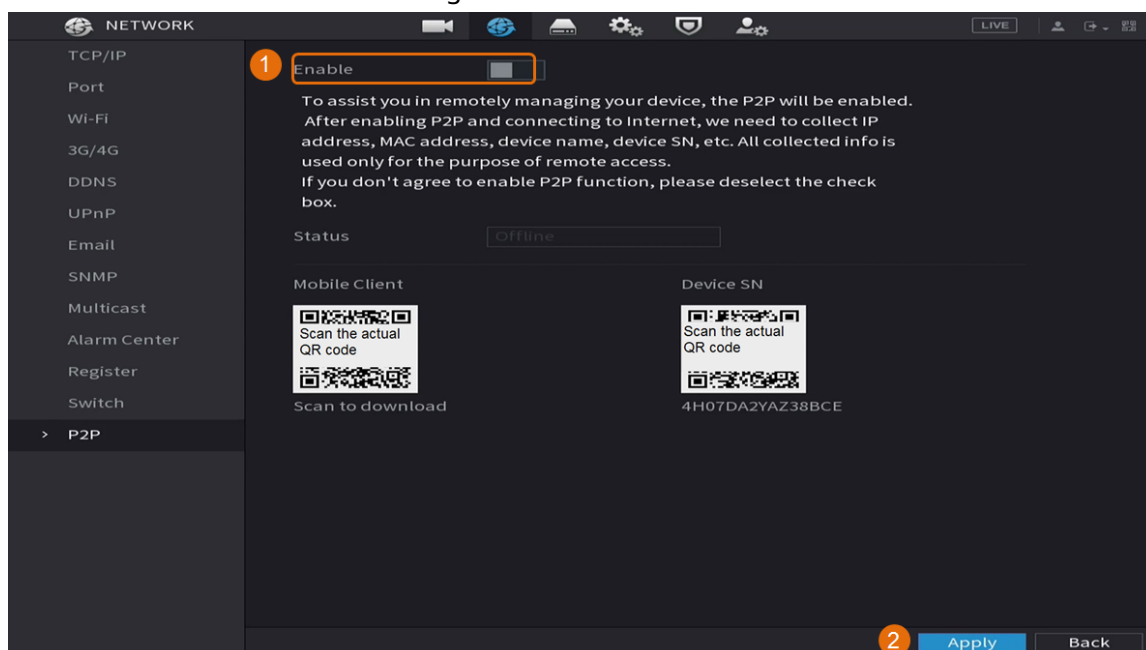 NETWORK
LIVE
TCP/IP
Port
Wi-Fi
3G/4G
DDNS
UPnP
Email
SNMP
Multicast
Alarm Center
Register
Switch
> P2P
1
Enable
To assist you in remotely managing your device, the P2P will be enabled.
After enabling P2P and connecting to Internet, we need to collect IP
address, MAC address, device name, device SN, etc. All collected info is
used only for the purpose of remote access.
If you don't agree to enable P2P function, please deselect the check
box.
Status
Offline
Mobile Client
Scan the actual
QR code
Scan to download
Device SN
Scan the actual
QR code
4H07DA2YAZ38BCE
2
Apply
Back